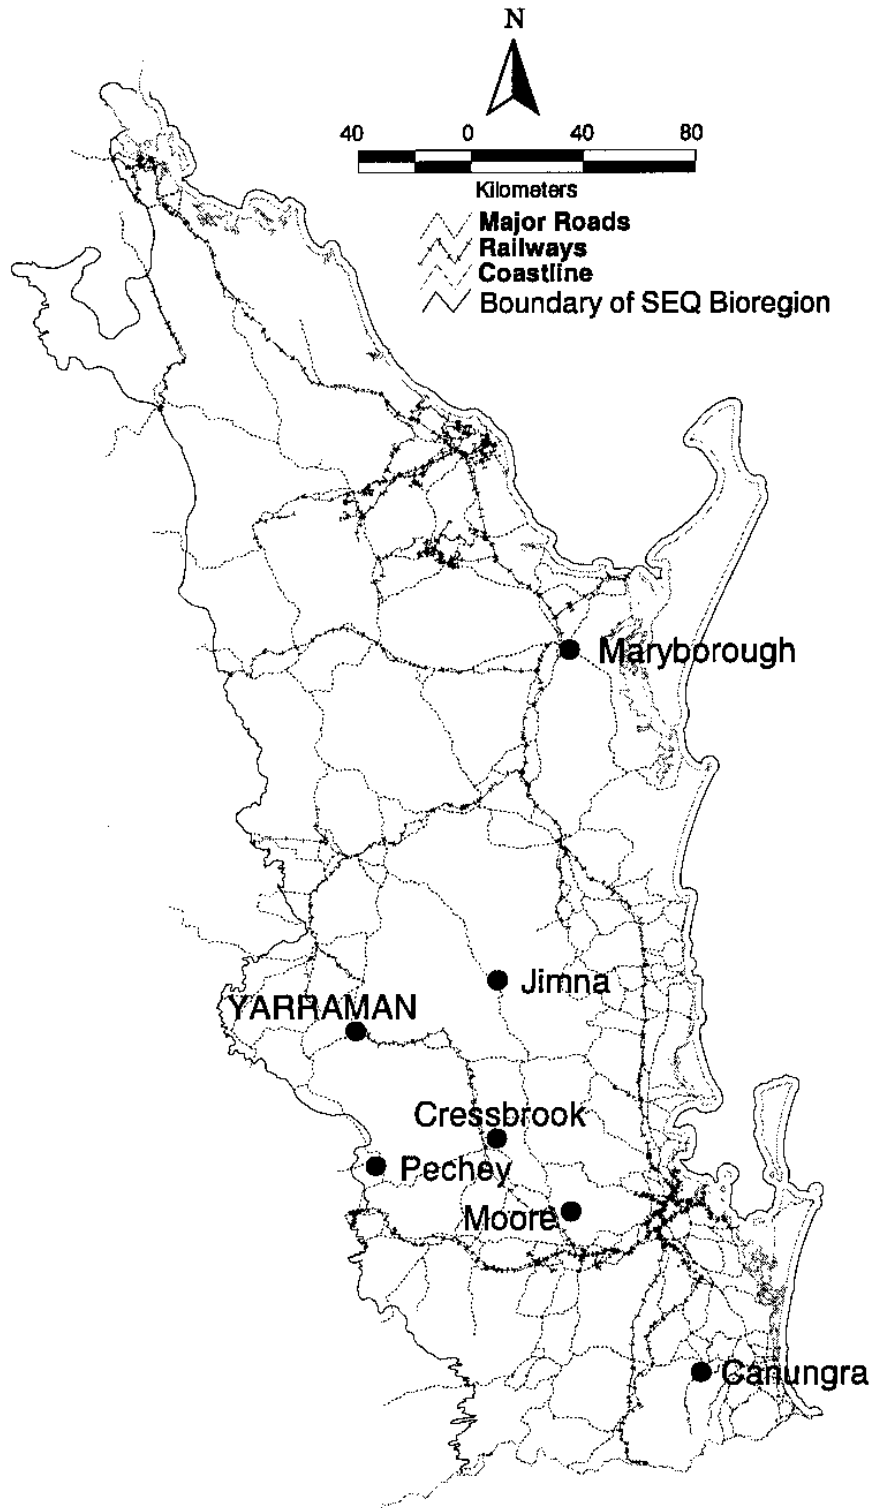 N
40 0 40 80
Kilometers
Major Roads
Railways
Coastline
Boundary of SEQ Bioregion
Maryborough
Jimna
YARRAMAN
Cressbrook
Pechey
Moore
Canungra